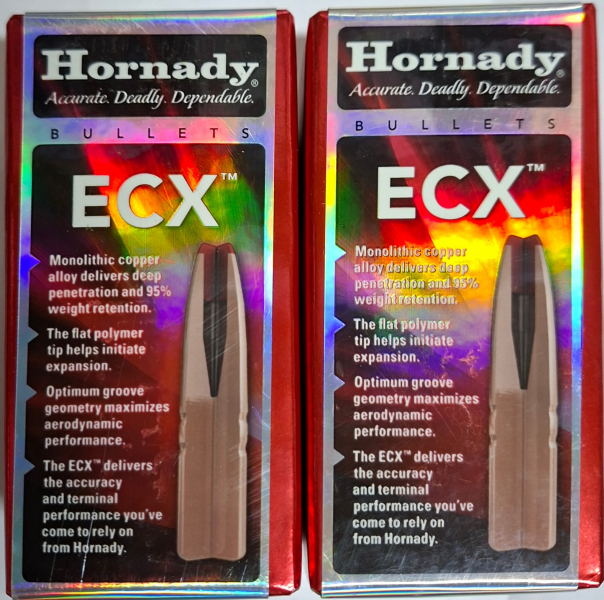 Hornady®
Accurate. Deadly. Dependable.
BULLETS
ECX™
Monolithic copper
alloy delivers deep
penetration and 95%
weight retention.
The flat polymer
tip helps initiate
expansion.
Optimum groove
geometry maximizes
aerodynamic
performance.
The ECX™ delivers
the accuracy
and terminal
performance you've
come to rely on
from Hornady.
Hornady®
Accurate. Deadly. Dependable.
BULLETS
ECX™
Monolithic copper
alloy delivers deep
penetration and 95%
weight retention.
The flat polymer
tip helps initiate
expansion.
Optimum groove
geometry maximizes
aerodynamic
performance.
The ECX™ delivers
the accuracy
and terminal
performance you've
come to rely on
from Hornady.